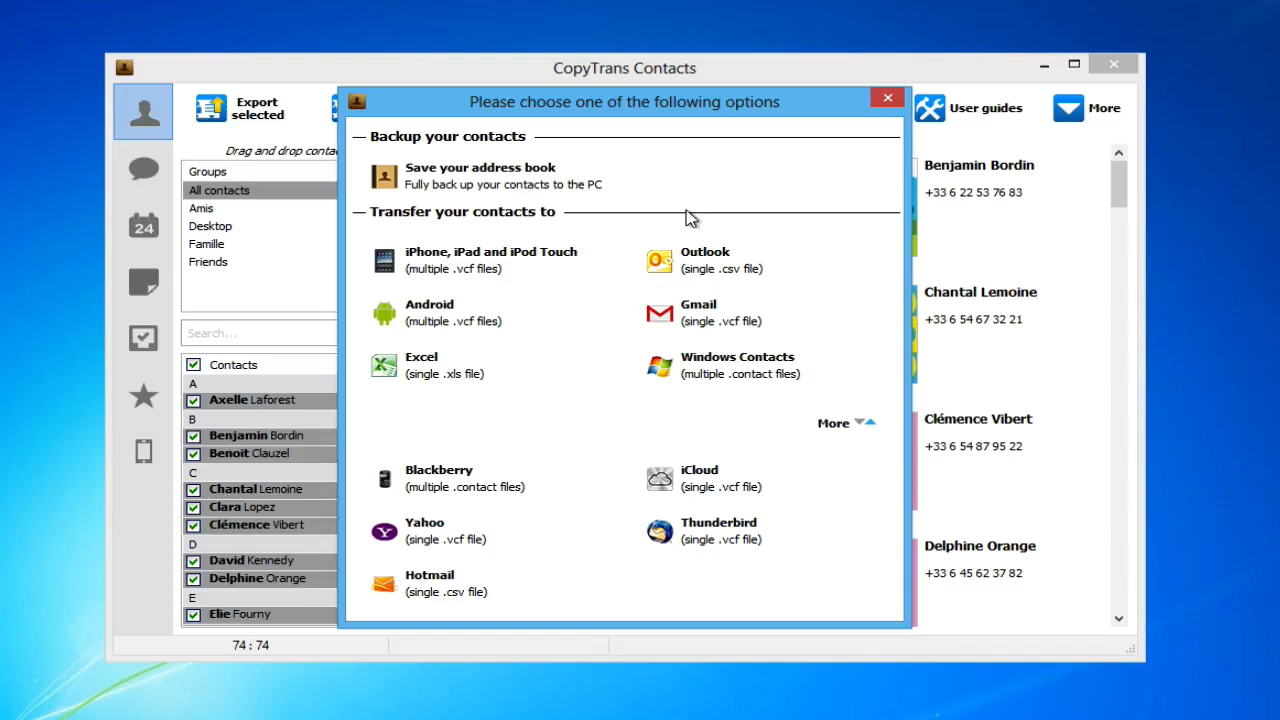 CopyTrans Contacts
Export
selected
User guides
More
Drag and drop conta
Groups
All contacts
Amis
Desktop
Famille
Friends
24
Search...
Contacts
A
Axelle Laforest
B
Benjamin Bordin
Benoit Clauzel
C
Chantal Lemoine
Clara Lopez
Clémence Vibert
D
David Kennedy
Delphine Orange
E
Elie Fourny
74 : 74
Please choose one of the following options
Backup your contacts
Save your address book
Fully back up your contacts to the PC
Transfer your contacts to
iPhone, iPad and iPod Touch
(multiple .vcf files)
Outlook
(single .csv file)
Android
(multiple .vcf files)
Gmail
(single .vcf file)
Excel
(single .xls file)
Windows Contacts
(multiple .contact files)
More
Blackberry
(multiple .contact files)
iCloud
(single .vcf file)
Yahoo
(single .vcf file)
Thunderbird
(single .vcf file)
Hotmail
(single .csv file)
Benjamin Bordin
+33 6 22 53 76 83
Chantal Lemoine
+33 6 54 67 32 21
Clémence Vibert
+33 6 54 87 95 22
Delphine Orange
+33 6 45 62 37 82